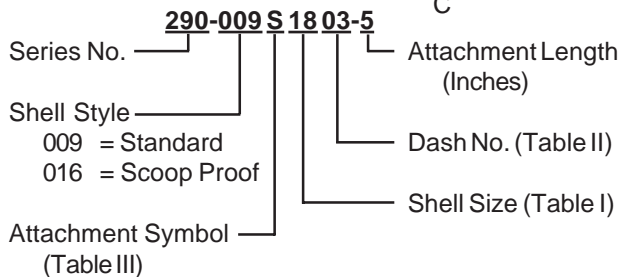 C
290-009 S 18 03-5
Series No.
Attachment Length
(Inches)
Shell Style
009 = Standard
016 = Scoop Proof
Dash No. (Table II)
Shell Size (Table I)
Attachment Symbol
(Table III)